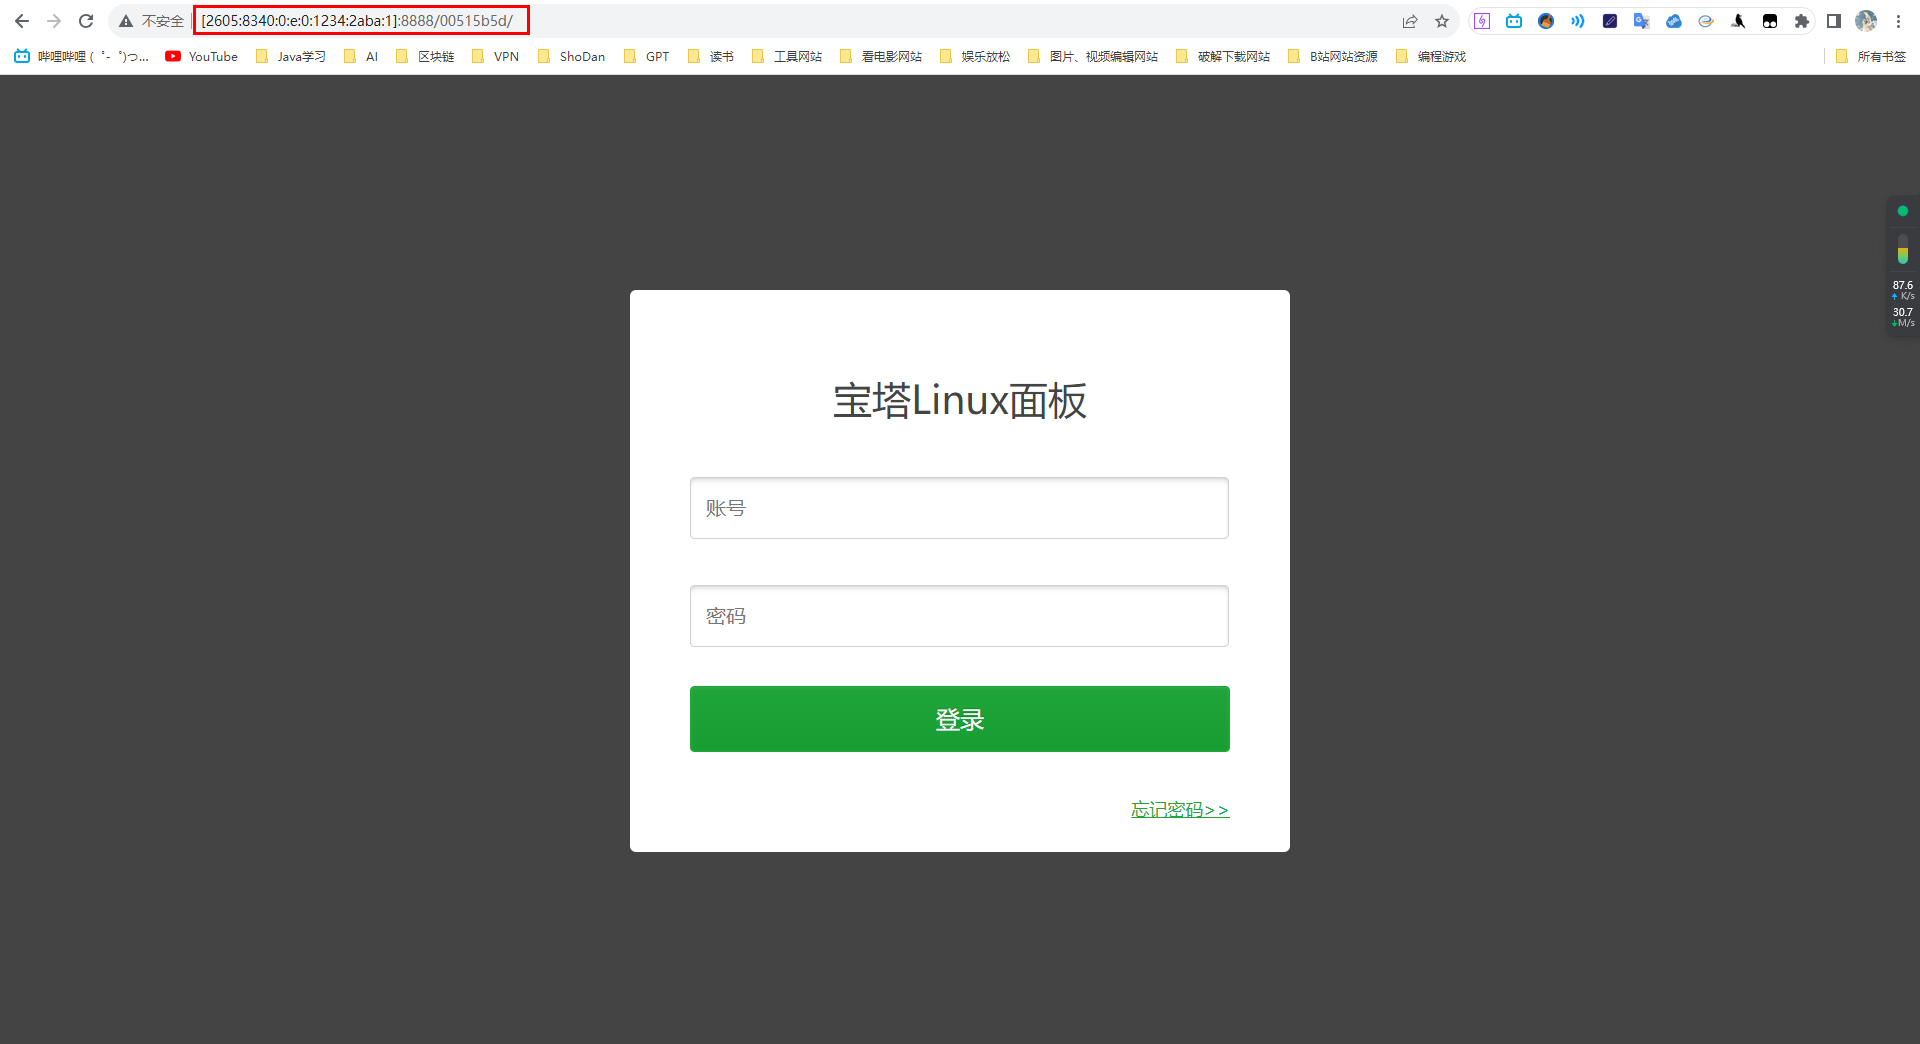 不安全 [2605:8340:0:e:0:1234:2aba:1]:8888/00515b5d/
哔哩哔哩 ( ゜- ゜)つ... YouTube Java学习 AI 区块链 VPN ShoDan GPT 读书 工具网站 看电影网站 娱乐放松 图片、视频编辑网站 破解下载网站 B站网站资源 编程游戏 所有书签
87.6
K/s
30.7
M/s
宝塔Linux面板
账号
密码
登录
忘记密码>>